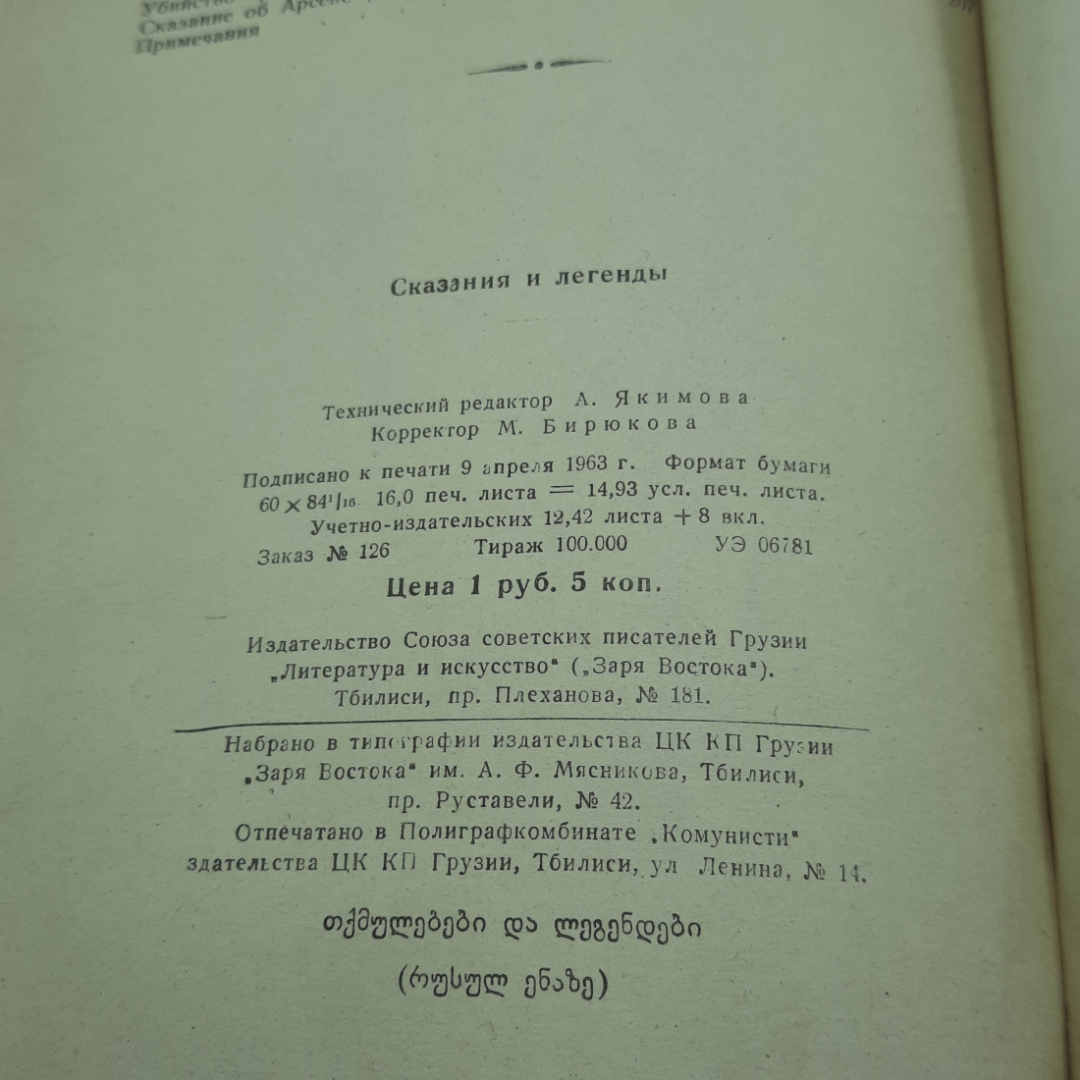 Сказание об
Примечания
Сказания и легенды
Технический редактор А. Якимова
Корректор М. Бирюкова
Подписано к печати 9 апреля 1963 г. Формат бумаги
60 × 84¹/₁₆. 16,0 печ. листа = 14,93 усл. печ. листа.
Учетно-издательских 12,42 листа + 8 вкл.
Заказ № 126 Тираж 100.000 УЭ 06781
Цена 1 руб. 5 коп.
Издательство Союза советских писателей Грузии
„Литература и искусство“ („Заря Востока“).
Тбилиси, пр. Плеханова, № 181.
Набрано в типографии издательства ЦК КП Грузии
„Заря Востока“ им. А. Ф. Мясникова, Тбилиси,
пр. Руставели, № 42.
Отпечатано в Полиграфкомбинате „Комунисти“
здательства ЦК КП Грузии, Тбилиси, ул Ленина, № 14.
თქმულებები და ლეგენდები
(რუსულ ენაზე)